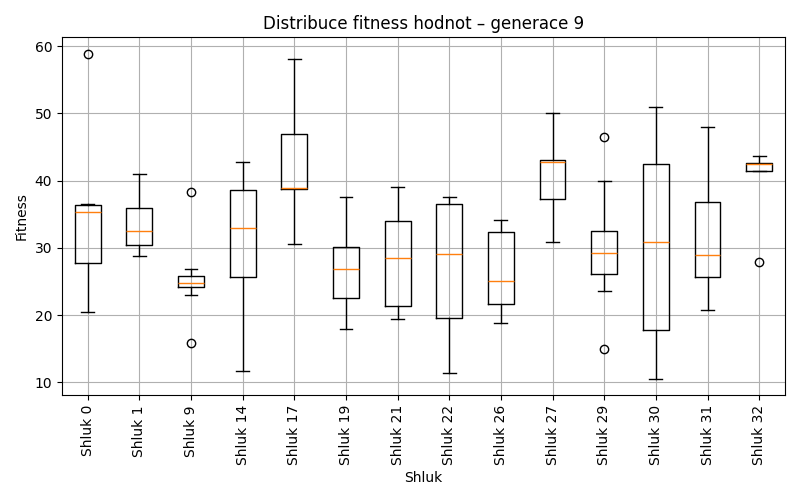 Distribuce fitness hodnot – generace 9
Fitness
60
50
40
30
20
10
Shluk 0
Shluk 1
Shluk 9
Shluk 14
Shluk 17
Shluk 19
Shluk 21
Shluk 22
Shluk 26
Shluk 27
Shluk 29
Shluk 30
Shluk 31
Shluk 32
Shluk